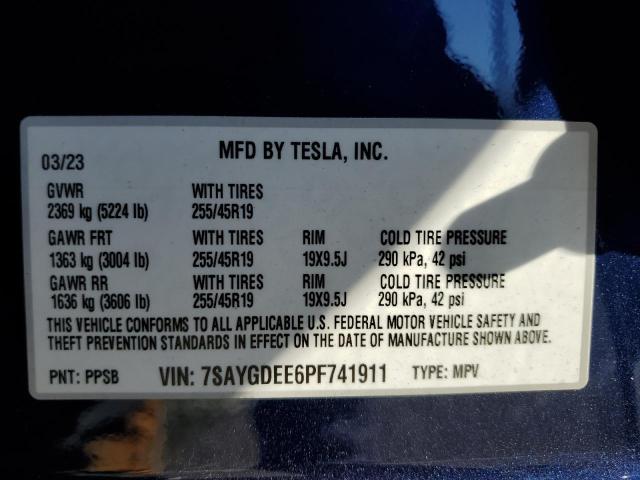 MFD BY TESLA, INC.
03/23
GVWR WITH TIRES
2369 kg (5224 lb) 255/45R19
GAWR FRT WITH TIRES RIM COLD TIRE PRESSURE
1363 kg (3004 lb) 255/45R19 19X9.5J 290 kPa, 42 psi
GAWR RR WITH TIRES RIM COLD TIRE PRESSURE
1636 kg (3606 lb) 255/45R19 19X9.5J 290 kPa, 42 psi
THIS VEHICLE CONFORMS TO ALL APPLICABLE U.S. FEDERAL MOTOR VEHICLE SAFETY AND
THEFT PREVENTION STANDARDS IN EFFECT ON THE DATE OF MANUFACTURE SHOWN ABOVE.
PNT: PPSB VIN: 7SAYGDEE6PF741911 TYPE: MPV